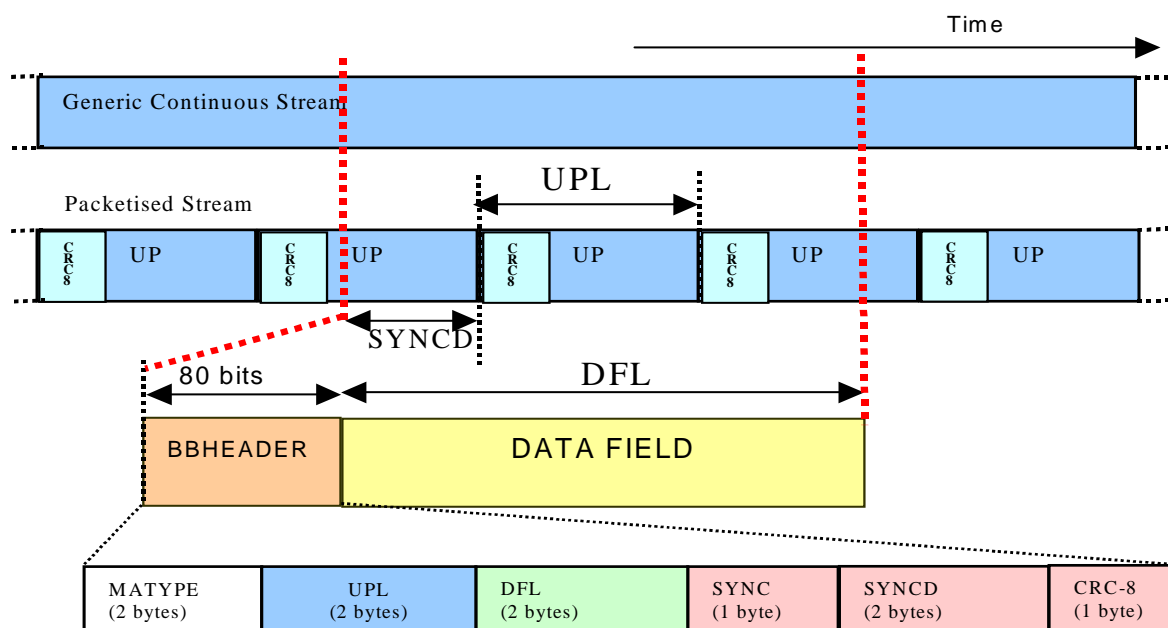 Time
Generic Continuous Stream
UPL
Packetised Stream
CRC8 UP CRC8 UP CRC8 UP CRC8 UP CRC8 UP
SYNCD
80 bits DFL
BBHEADER DATA FIELD
MATYPE UPL DFL SYNC SYNCD CRC-8
(2 bytes) (2 bytes) (2 bytes) (1 byte) (2 bytes) (1 byte)